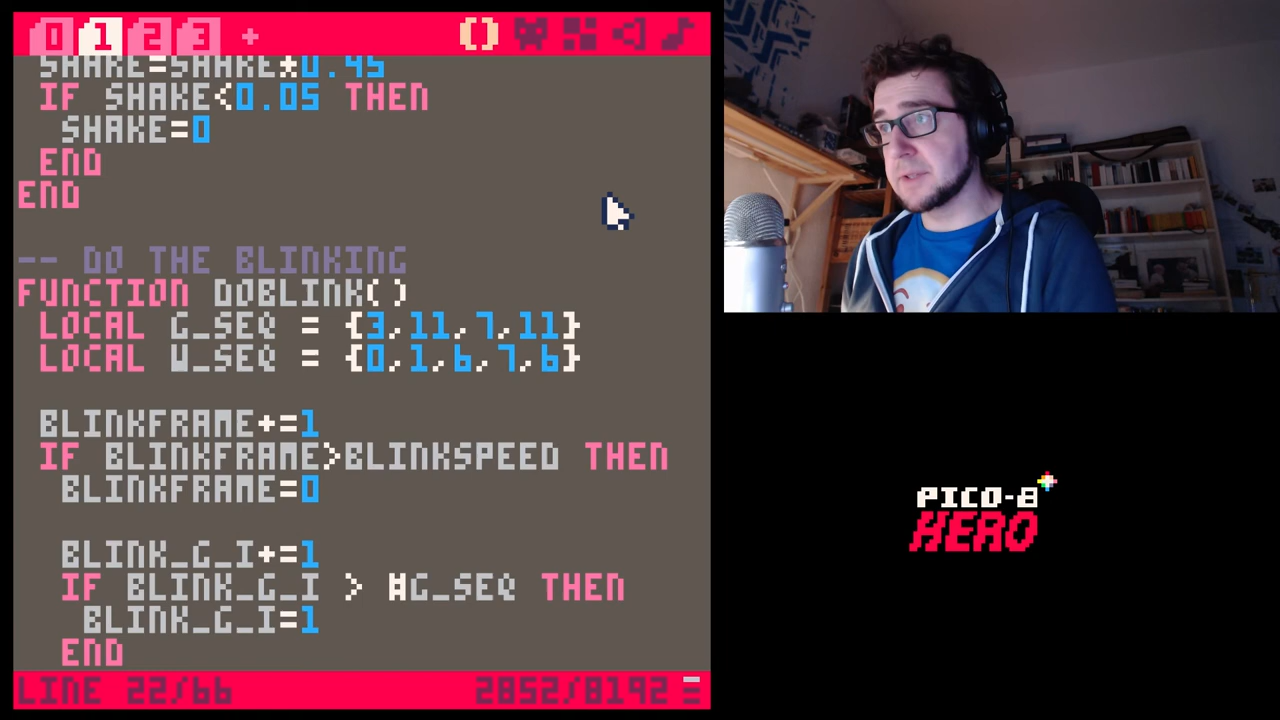 0 1 2 3 +
SHAKE=SHAKE*0.95
IF SHAKE<0.05 THEN
SHAKE=0
END
END
-- DO THE BLINKING
FUNCTION DOBLINK()
LOCAL G_SEQ = {3,11,7,11}
LOCAL W_SEQ = {0,1,6,7,6}
BLINKFRAME+=1
IF BLINKFRAME>BLINKSPEED THEN
BLINKFRAME=0
BLINK_G_I+=1
IF BLINK_G_I > #G_SEQ THEN
BLINK_G_I=1
END
LINE 22/66
2852/8192
PICO-8
HERO